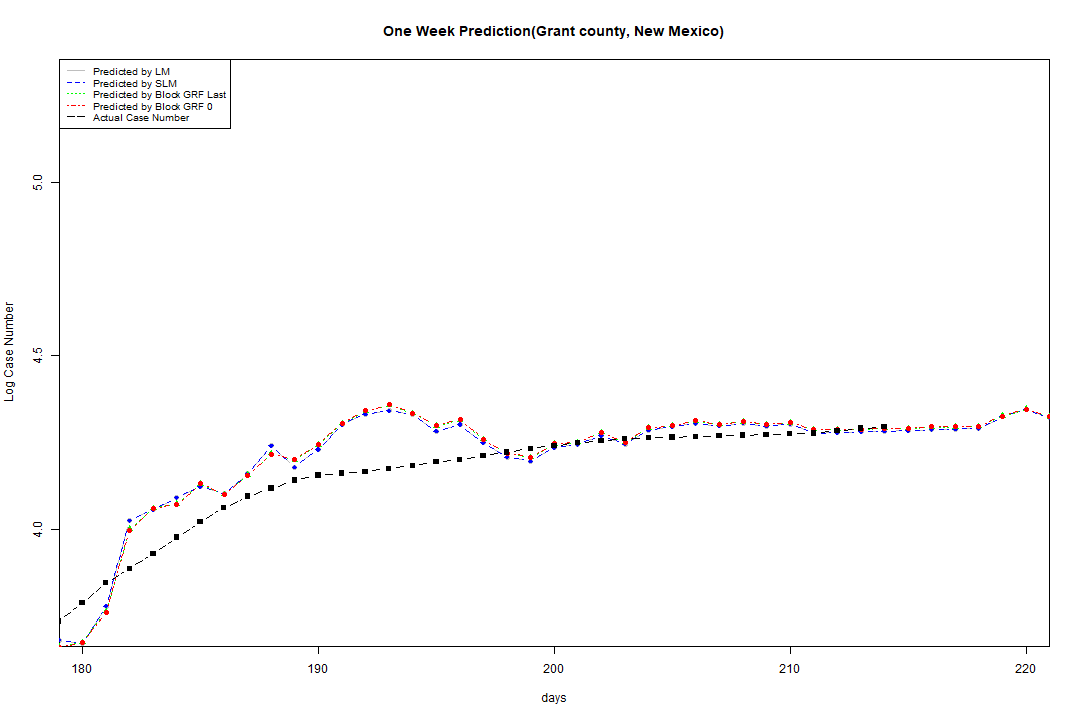 One Week Prediction(Grant county, New Mexico)
Predicted by LM
Predicted by SLM
Predicted by Block GRF Last
Predicted by Block GRF 0
Actual Case Number
5.0
4.5
4.0
Log Case Number
180 190 200 210 220
days